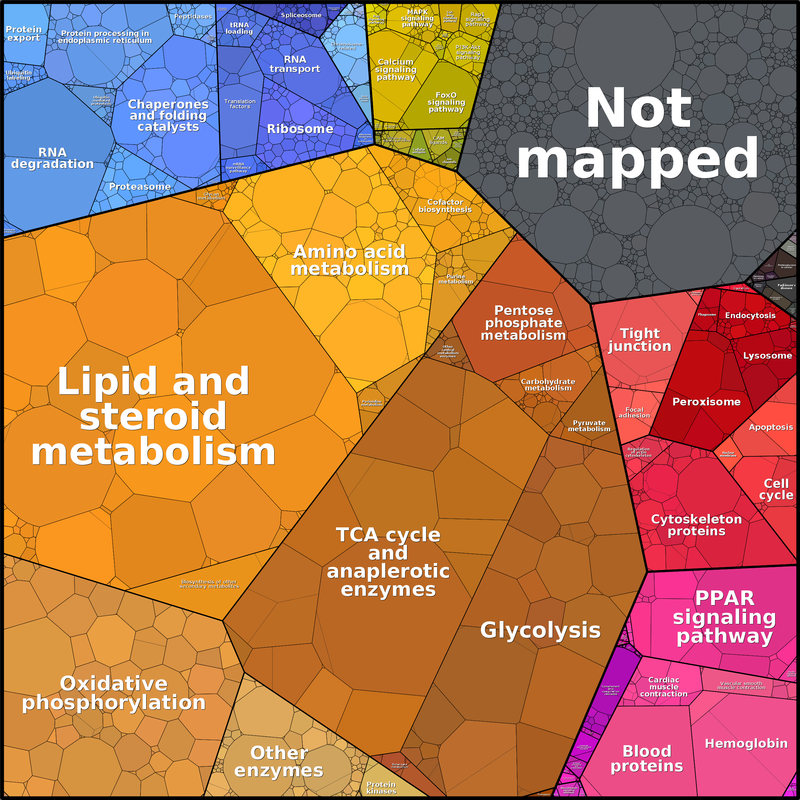 Protein
export
Protein processing in
endoplasmic reticulum
Peptidases
tRNA
loading
Spliceosome
RNA
transport
Chaperones
and folding
catalysts
Translation
factors
Ribosome
RNA
degradation
Proteasome
MAPK
signaling
pathway
Calcium
signaling
pathway
FoxO
signaling
pathway
Not
mapped
Cofactor
biosynthesis
Amino acid
metabolism
Purine
metabolism
Pentose
phosphate
metabolism
Carbohydrate
metabolism
Pyruvate
metabolism
Lipid and
steroid
metabolism
Biosynthesis of other
secondary metabolites
TCA cycle
and
anaplerotic
enzymes
Glycolysis
Oxidative
phosphorylation
Other
enzymes
Protein
kinases
Tight
junction
Endocytosis
Lysosome
Peroxisome
Focal
adhesion
Apoptosis
Cell
cycle
Cytoskeleton
proteins
PPAR
signaling
pathway
Cardiac
muscle
contraction
Vascular smooth
muscle contraction
Blood
proteins
Hemoglobin